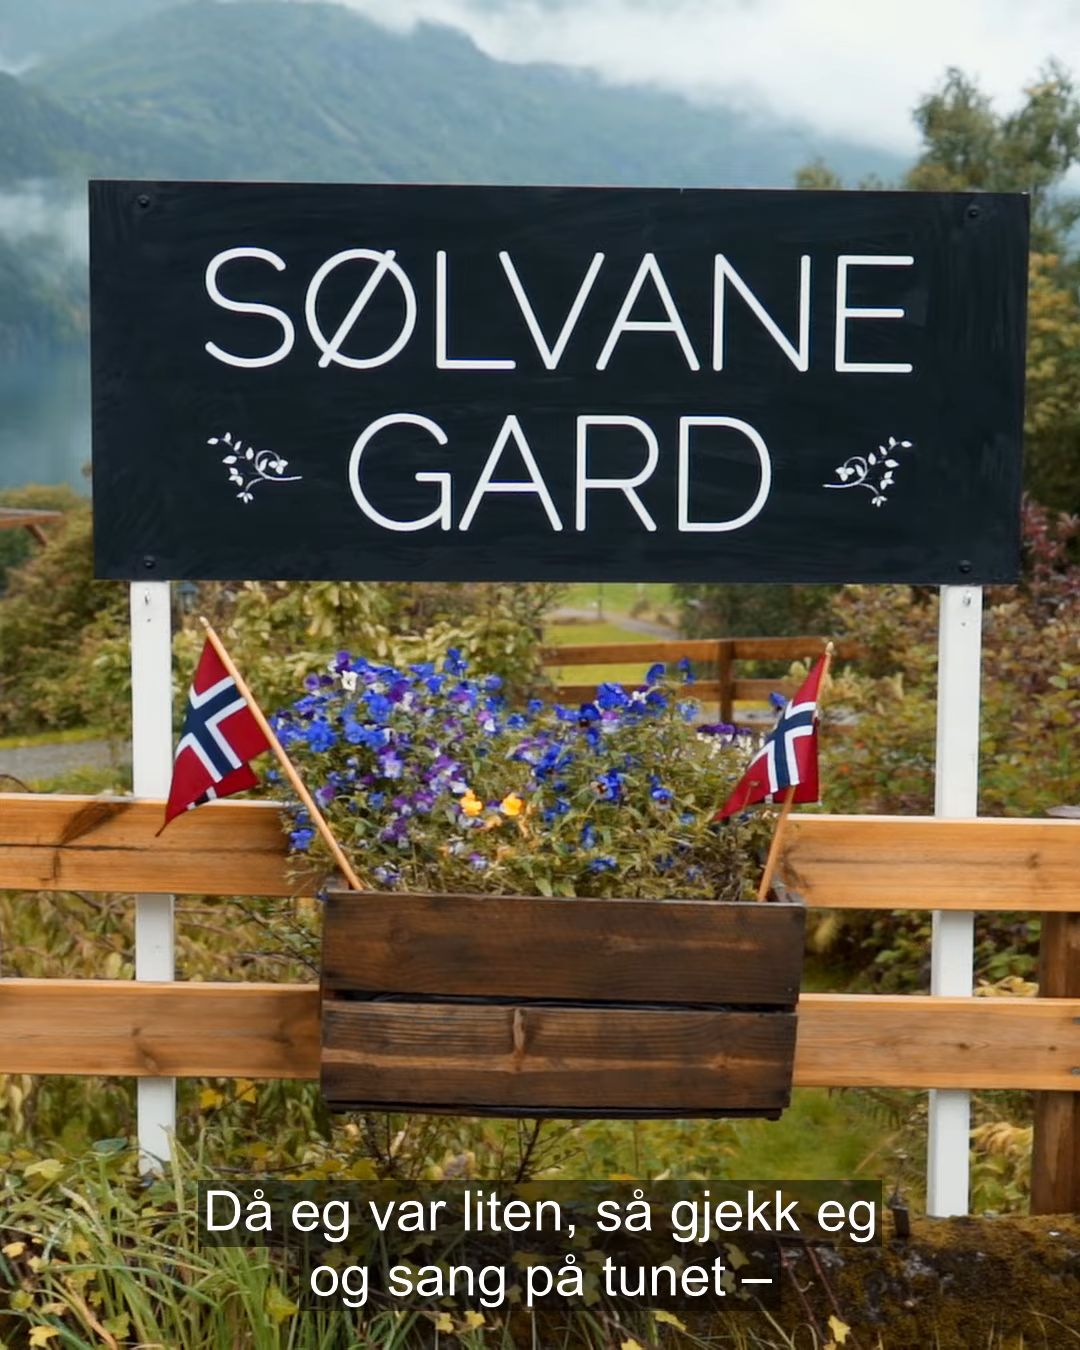 SØLVANE
GARD
Då eg var liten, så gjekk eg
og sang på tunet –